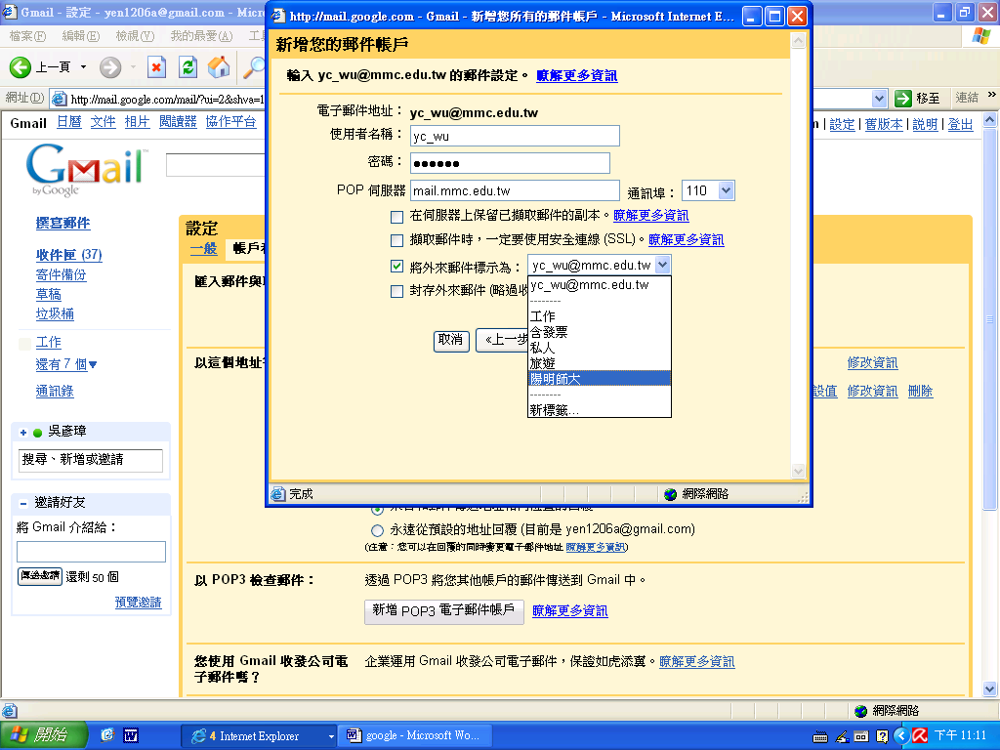 Gmail - 設定 - yen1206a@gmail.com - Micr
檔案(F) 編輯(E) 檢視(V) 我的最愛(A) 工
上一頁
網址(D) http://mail.google.com/mail/?ui=2&shva=1 移至 連結 »
Gmail 日曆 文件 相片 閱讀器 協作平台
設定 | 舊版本 | 說明 | 登出
Gmail
by Google
撰寫郵件
收件匣 (37)
寄件備份
草稿
垃圾桶
工作
還有 7 個▼
通訊錄
吳彥璋
搜尋、新增或邀請
邀請好友
將 Gmail 介紹給：
傳送邀請 還剩 50 個
預覽邀請
設定
一般 帳戶和
匯入郵件與
以這個地址
修改資訊
設值 修改資訊 刪除
http://mail.google.com - Gmail - 新增您所有的郵件帳戶 - Microsoft Internet E...
新增您的郵件帳戶
輸入 yc_wu@mmc.edu.tw 的郵件設定。 瞭解更多資訊
電子郵件地址： yc_wu@mmc.edu.tw
使用者名稱： yc_wu
密碼： ●●●●●●
POP 伺服器 mail.mmc.edu.tw 通訊埠： 110
在伺服器上保留已擷取郵件的副本。瞭解更多資訊
擷取郵件時，一定要使用安全連線 (SSL)。瞭解更多資訊
將外來郵件標示為： yc_wu@mmc.edu.tw
封存外來郵件 (略過收
yc_wu@mmc.edu.tw
--------
工作
含發票
私人
旅遊
陽明師大
--------
新標籤...
取消 «上一步
完成 網際網路
永遠從預設的地址回覆 (目前是 yen1206a@gmail.com)
(注意：您可以在回覆的同時變更電子郵件地址 瞭解更多資訊)
以 POP3 檢查郵件： 透過 POP3 將您其他帳戶的郵件傳送到 Gmail 中。
新增 POP3 電子郵件帳戶 瞭解更多資訊
您使用 Gmail 收發公司電子郵件嗎？ 企業運用 Gmail 收發公司電子郵件，保證如虎添翼。瞭解更多資訊
網際網路
開始 4 Internet Explorer google - Microsoft Wo... 下午 11:11